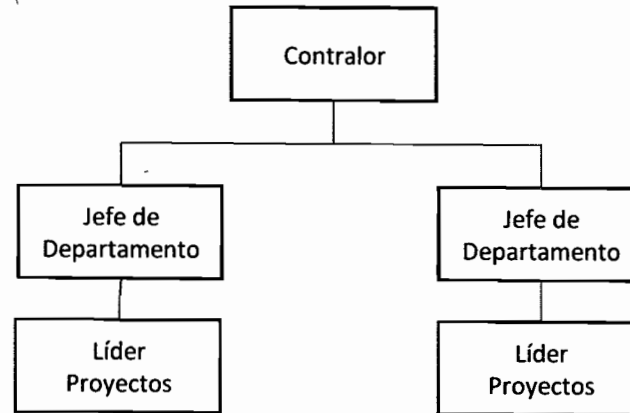 Contralor
Jefe de
Departamento
Jefe de
Departamento
Líder
Proyectos
Líder
Proyectos